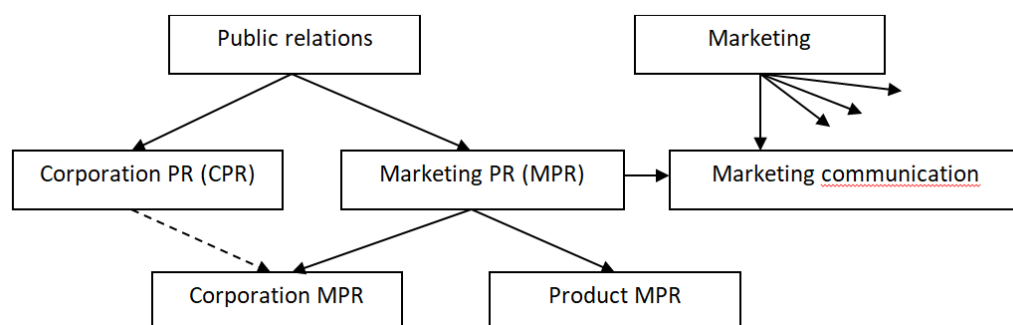 Public relations
Marketing
Corporation PR (CPR)
Marketing PR (MPR)
Marketing communication
Corporation MPR
Product MPR